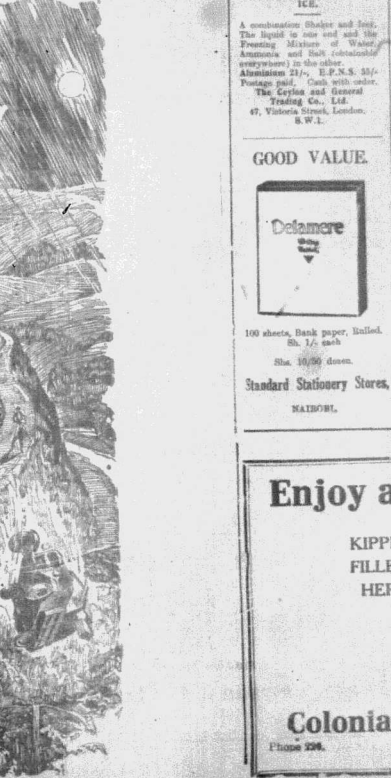 ICE.
A combination Shaker and Icer.
The liquid in one end and the
Freezing Mixture of Water,
Ammonia and Salt (obtainable
everywhere) in the other.
Aluminium 21/-, E.P.N.S. 55/-
Postage paid. Cash with order.
The Ceylon and General
Trading Co., Ltd.
47, Victoria Street, London,
S.W.1.
GOOD VALUE.
Delamere
100 sheets, Bank paper, Ruled.
Sh. 1/- each
Shs. 10/50 dozen.
Standard Stationery Stores,
NAIROBI.
Enjoy a
KIPP
FILLE
HER
Colonia
Phone 220.